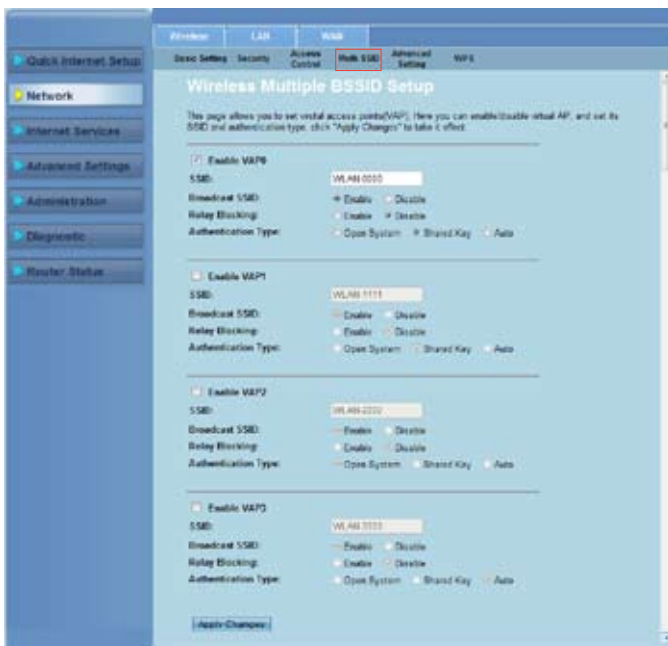 Wireless LAN WAN
Basic Setting Security Access Control Multi SSID Advanced Setting WPS
Quick Internet Setup
Network
Internet Services
Advanced Settings
Administration
Diagnostic
Router Status
Wireless Multiple BSSID Setup
This page allows you to set virtual access points(VAP). Here you can enable/disable virtual AP, and set its
SSID and authentication type. click "Apply Changes" to take it effect.
Enable VAP0
SSID: WLAN-0000
Broadcast SSID: Enable Disable
Relay Blocking: Enable Disable
Authentication Type: Open System Shared Key Auto
Enable VAP1
SSID: WLAN-1111
Broadcast SSID: Enable Disable
Relay Blocking: Enable Disable
Authentication Type: Open System Shared Key Auto
Enable VAP2
SSID: WLAN-2222
Broadcast SSID: Enable Disable
Relay Blocking: Enable Disable
Authentication Type: Open System Shared Key Auto
Enable VAP3
SSID: WLAN-3333
Broadcast SSID: Enable Disable
Relay Blocking: Enable Disable
Authentication Type: Open System Shared Key Auto
Apply Changes